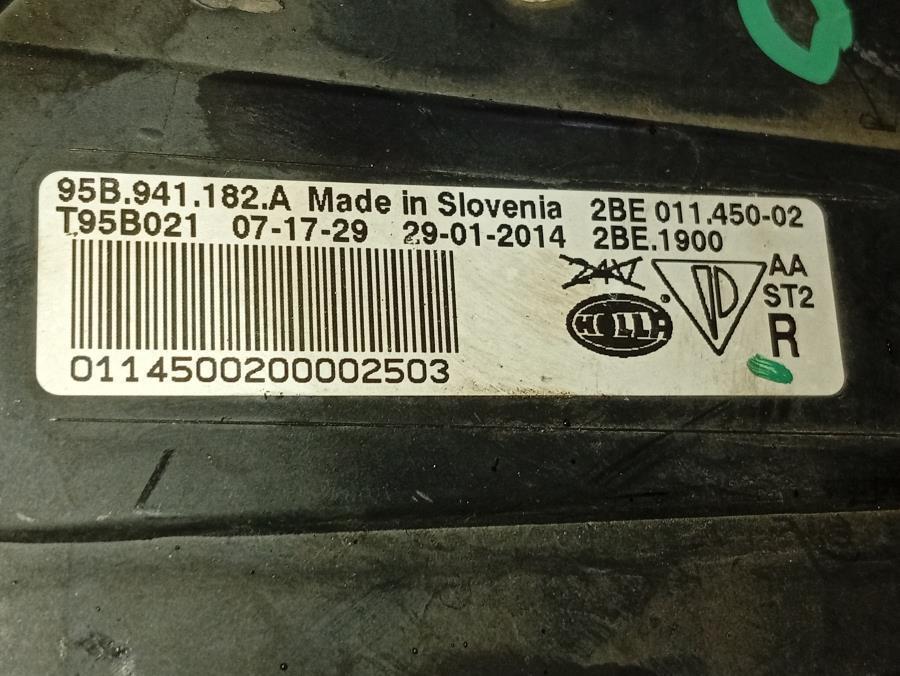 95B.941.182.A Made in Slovenia 2BE 011.450-02
T95B021 07-17-29 29-01-2014 2BE.1900
24V
AA
ST2
HELLA ®
R
0114500200002503